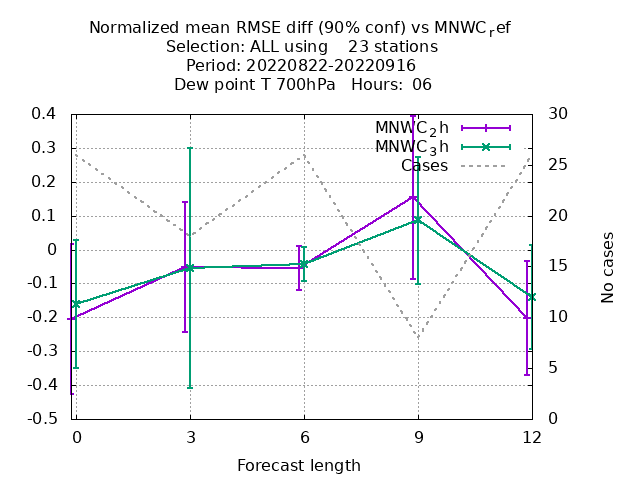 Normalized mean RMSE diff (90% conf) vs MNWC_ref
Selection: ALL using    23 stations
Period: 20220822-20220916
Dew point T 700hPa   Hours:  06
MNWC_2h
MNWC_3h
Cases
0.4
0.3
0.2
0.1
0
-0.1
-0.2
-0.3
-0.4
-0.5
30
25
20
15
10
5
0
No cases
0 3 6 9 12
Forecast length